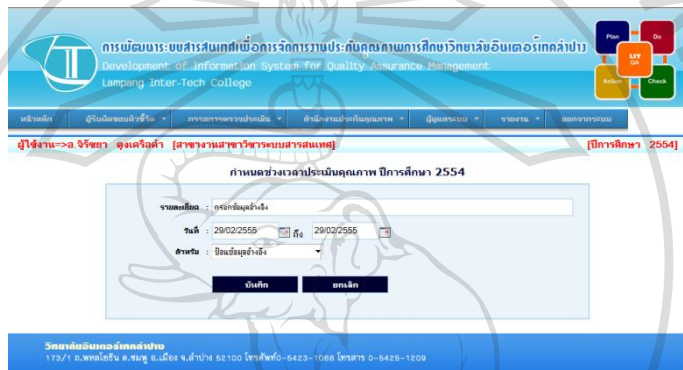 การพัฒนาระบบสารสนเทศเพื่อการจัดการงานประกันคุณภาพการศึกษาวิทยาลัยอินเตอร์เทคลำปาง
Development of Information System for Quality Assurance Management
Lampang Inter-Tech College
Plan Do
LIT QA
Action Check
หน้าหลัก ผู้รับผิดชอบตัวชี้วัด กรรมการตรวจประเมิน สำนักงานประกันคุณภาพ ผู้ดูแลระบบ รายงาน ออกจากระบบ
ผู้ใช้งาน=>อ.จิรัชยา ตุงเครือคำ [สาขางานสาขาวิชาระบบสารสนเทศ] [ปีการศึกษา 2554]
กำหนดช่วงเวลาประเมินคุณภาพ ปีการศึกษา 2554
รายละเอียด : กรอกข้อมูลอ้างอิง
วันที่ : 29/02/2555 ถึง 29/02/2555
สำหรับ : ป้อนข้อมูลอ้างอิง
บันทึก ยกเลิก
วิทยาลัยอินเตอร์เทคลำปาง
173/1 ถ.พหลโยธิน ต.ชมพู อ.เมือง จ.ลำปาง 52100 โทรศัพท์0-5423-1068 โทรสาร 0-5425-1209